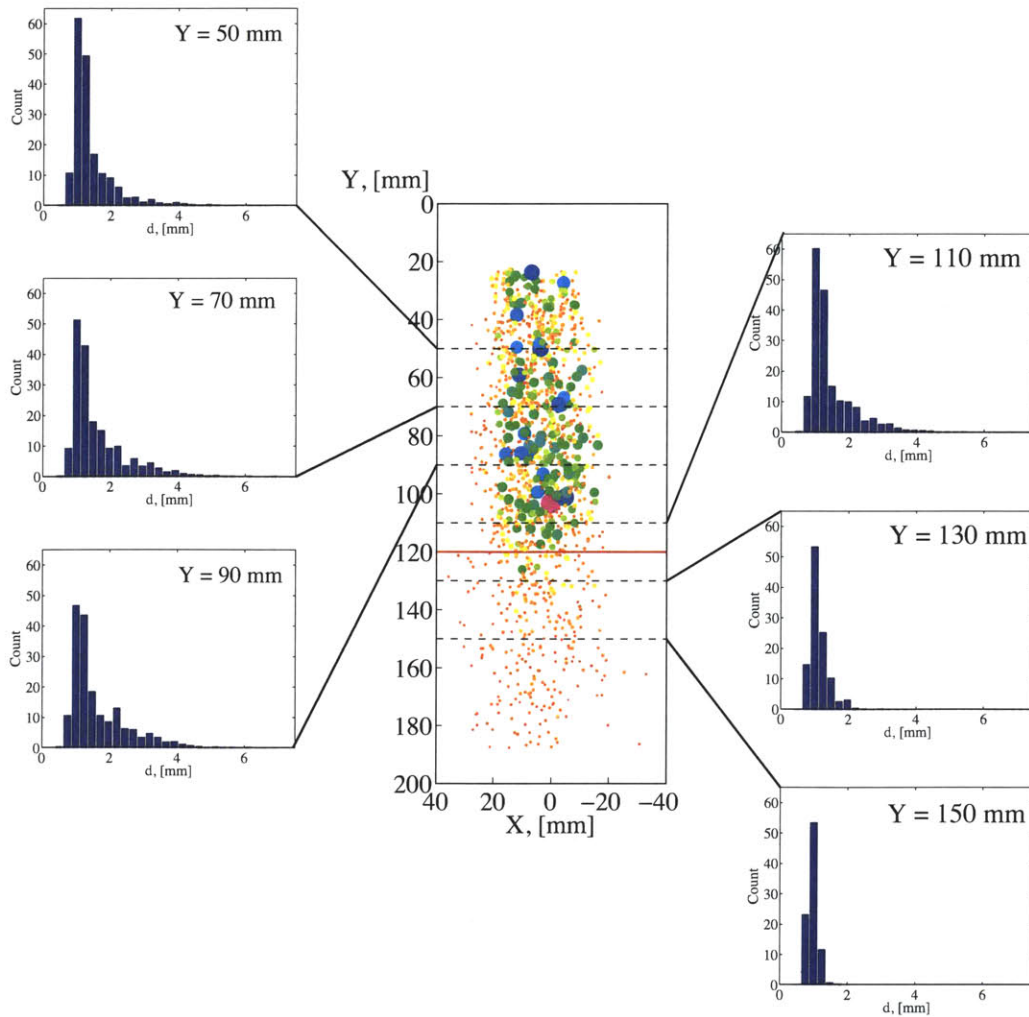 60
50
40
30
20
10
0
Count
Y = 50 mm
0 2 4 6
d, [mm]
60
50
40
30
20
10
0
Count
Y = 70 mm
0 2 4 6
d, [mm]
60
50
40
30
20
10
0
Count
Y = 90 mm
0 2 4 6
d, [mm]
Y, [mm]
0
20
40
60
80
100
120
140
160
180
200
40 20 0 −20 −40
X, [mm]
60
50
40
30
20
10
0
Count
Y = 110 mm
0 2 4 6
d, [mm]
60
50
40
30
20
10
0
Count
Y = 130 mm
0 2 4 6
d, [mm]
60
50
40
30
20
10
0
Count
Y = 150 mm
0 2 4 6
d, [mm]